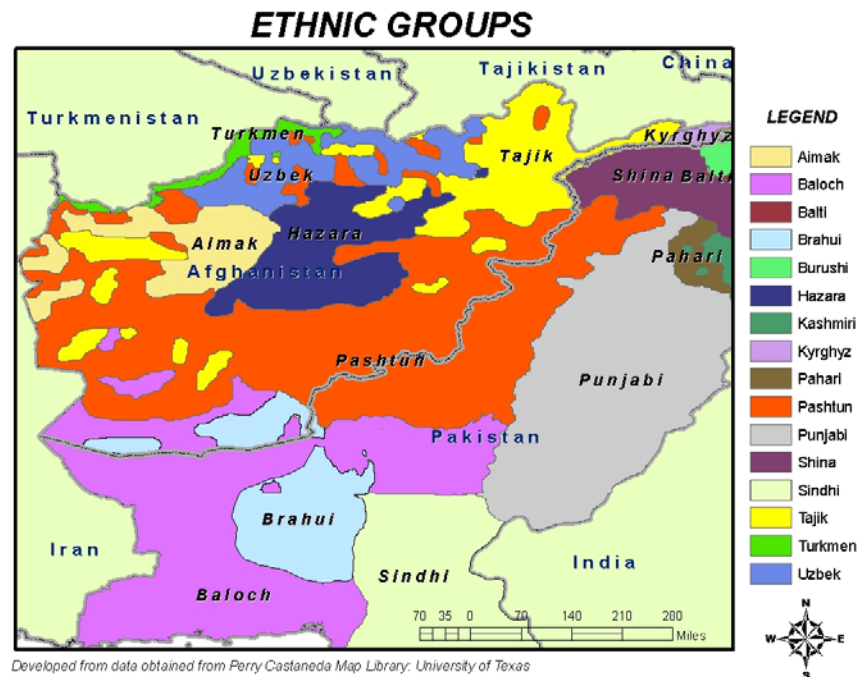 ETHNIC GROUPS
Uzbekistan
Tajikistan
China
Turkmenistan
Turkmen
Kyrghyz
Tajik
Uzbek
Shina Balti
Aimak
Hazara
Afghanistan
Pahari
Pashtun
Punjabi
Pakistan
Brahui
Iran
India
Sindhi
Baloch
70 35 0 70 140 210 280
Miles
LEGEND
Aimak
Baloch
Balti
Brahui
Burushi
Hazara
Kashmiri
Kyrghyz
Pahari
Pashtun
Punjabi
Shina
Sindhi
Tajik
Turkmen
Uzbek
N
W E
S
Developed from data obtained from Perry Castaneda Map Library: University of Texas